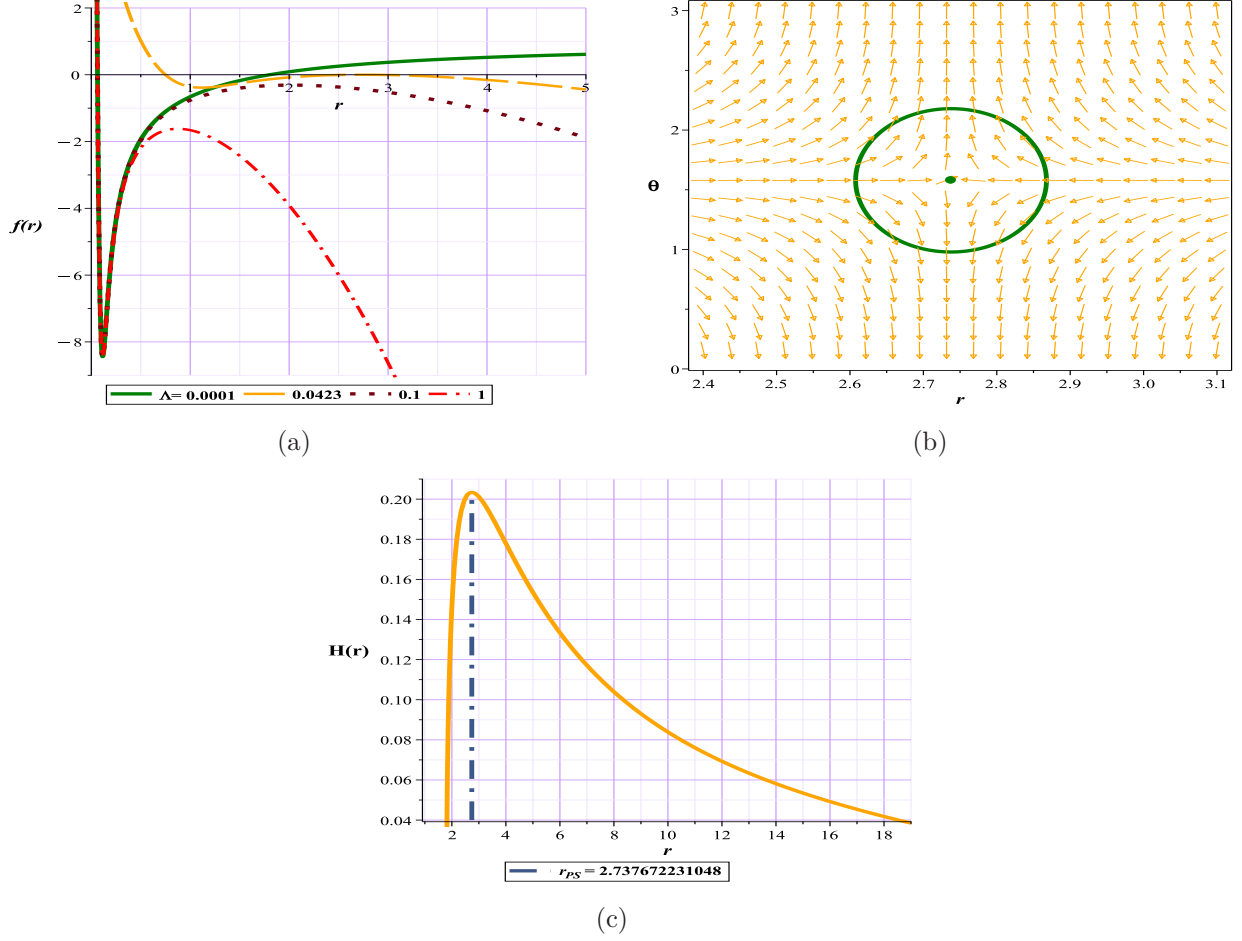 2
0
−2
−4
−6
−8
f(r)
1 2 3 4 5
r
Λ= 0.0001 0.0423 0.1 1
(a)
3
2
Θ
1
0
2.4 2.5 2.6 2.7 2.8 2.9 3.0 3.1
r
(b)
0.20
0.18
0.16
0.14
H(r)
0.12
0.10
0.08
0.06
0.04
2 4 6 8 10 12 14 16 18
r
r_PS = 2.737672231048
(c)